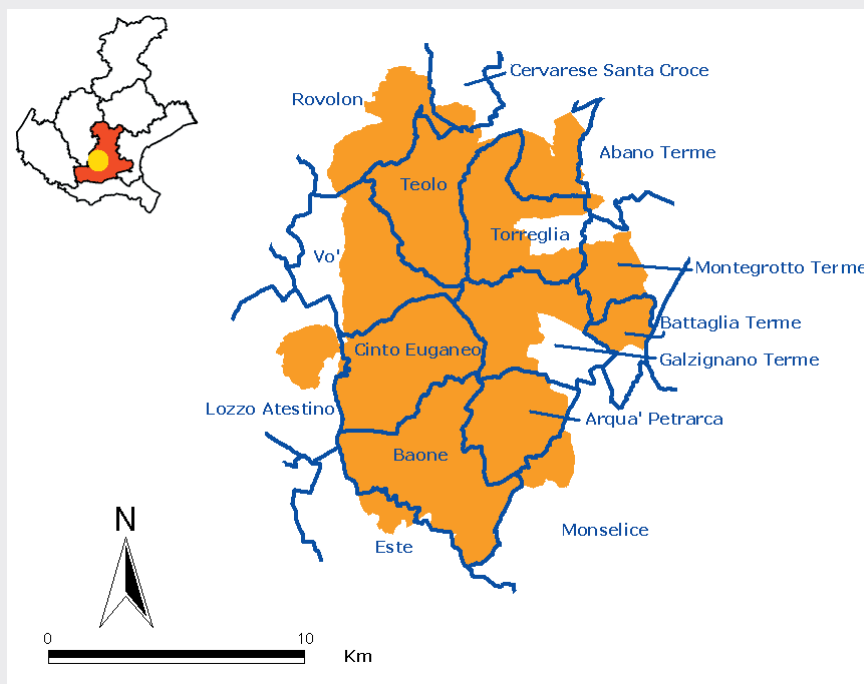 Cervarese Santa Croce
Rovolon
Abano Terme
Teolo
Torreglia
Vo'
Montegrotto Terme
Battaglia Terme
Cinto Euganeo
Galzignano Terme
Lozzo Atestino
Arqua' Petrarca
Baone
N
Monselice
Este
0 10
Km